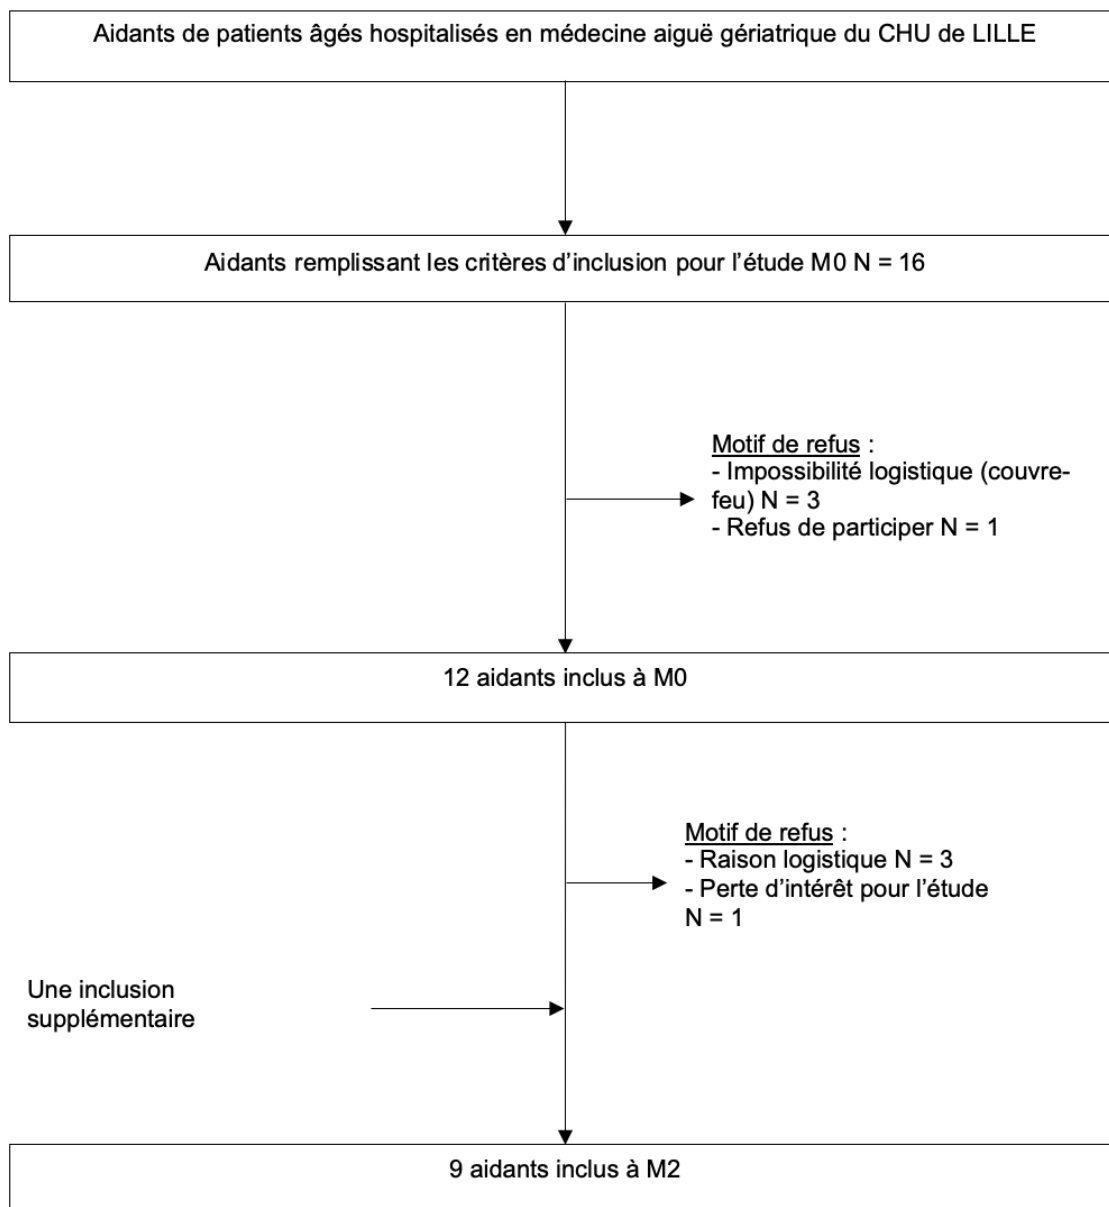 Aidants de patients âgés hospitalisés en médecine aiguë gériatrique du CHU de LILLE
Aidants remplissant les critères d’inclusion pour l’étude M0 N = 16
Motif de refus :
- Impossibilité logistique (couvre-
feu) N = 3
- Refus de participer N = 1
12 aidants inclus à M0
Motif de refus :
- Raison logistique N = 3
- Perte d’intérêt pour l’étude
N = 1
Une inclusion
supplémentaire
9 aidants inclus à M2